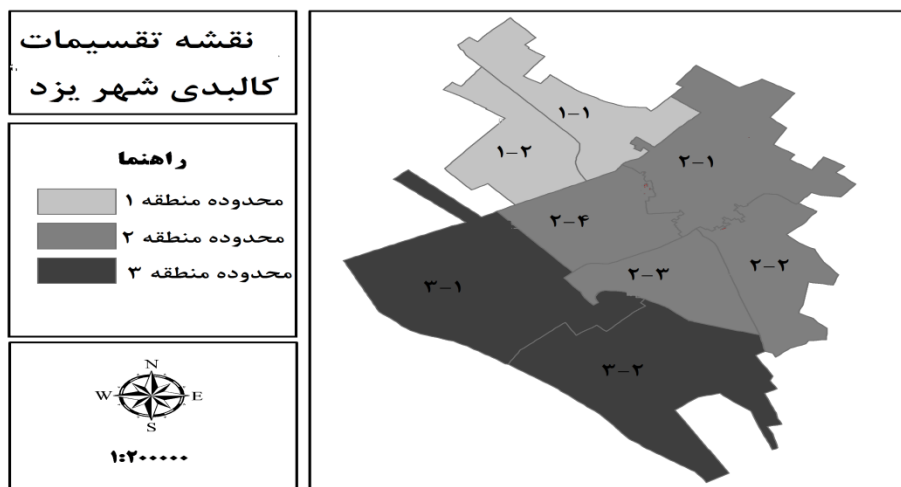 نقشه تقسیمات
کالبدی شهر یزد
راهنما
محدوده منطقه ۱
محدوده منطقه ۲
محدوده منطقه ۳
N
W E
S
۱:۲۰۰۰۰۰
۱-۱
۱-۲
۲-۱
۲-۴
۲-۳
۲-۲
۳-۱
۳-۲